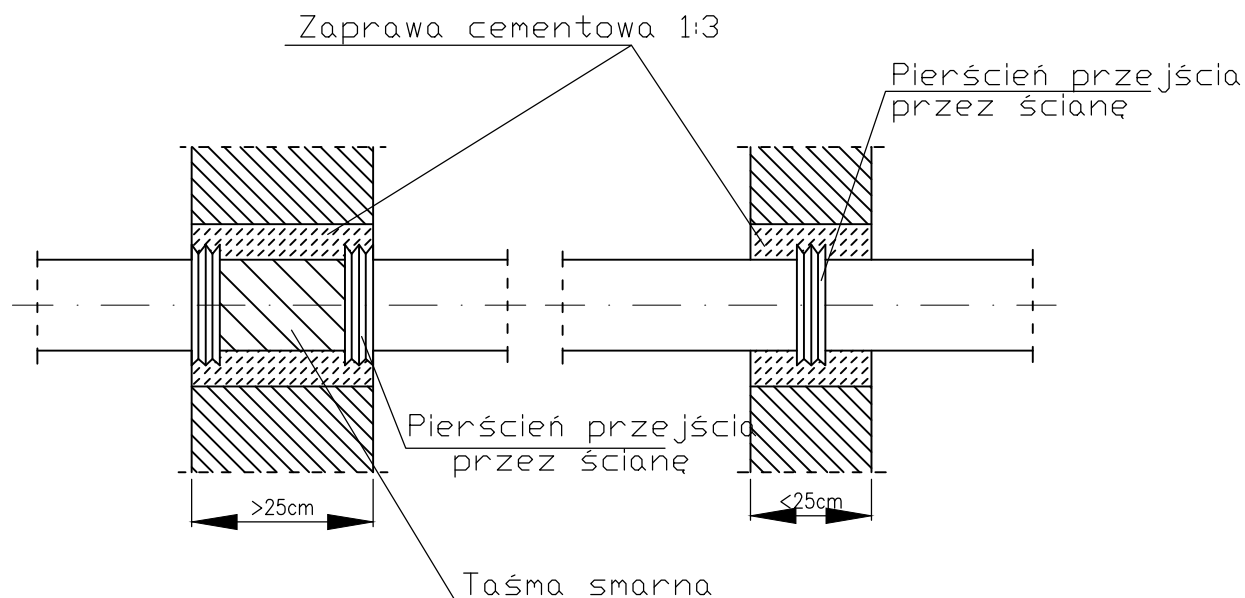 Zaprawa cementowa 1:3
Pierścień przejścia
przez ścianę
Pierścień przejścia
przez ścianę
>25cm
<25cm
Taśma smarna